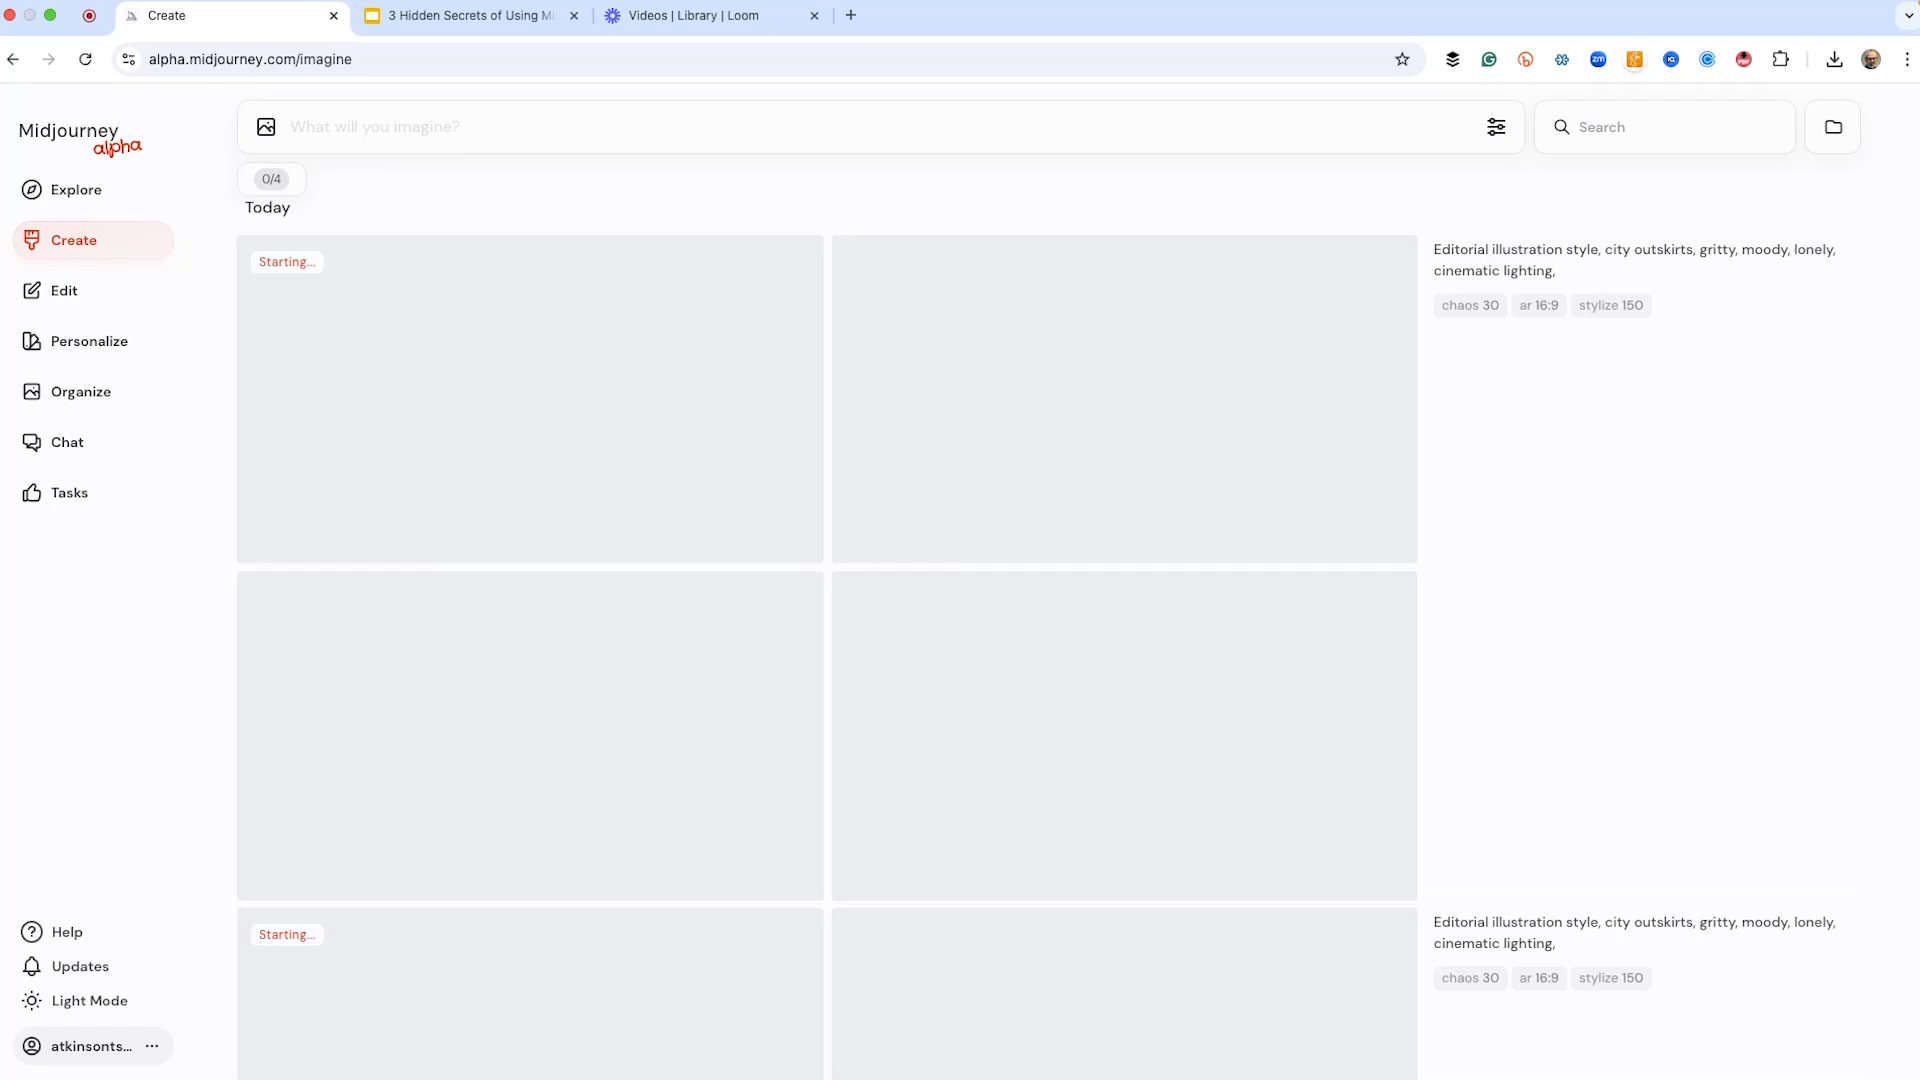 Create
3 Hidden Secrets of Using Mi
Videos | Library | Loom
alpha.midjourney.com/imagine
Midjourney
alpha
What will you imagine?
Search
0/4
Today
Explore
Create
Edit
Personalize
Organize
Chat
Tasks
Starting...
Editorial illustration style, city outskirts, gritty, moody, lonely,
cinematic lighting,
chaos 30 ar 16:9 stylize 150
Starting...
Editorial illustration style, city outskirts, gritty, moody, lonely,
cinematic lighting,
chaos 30 ar 16:9 stylize 150
Help
Updates
Light Mode
atkinsonts... ...